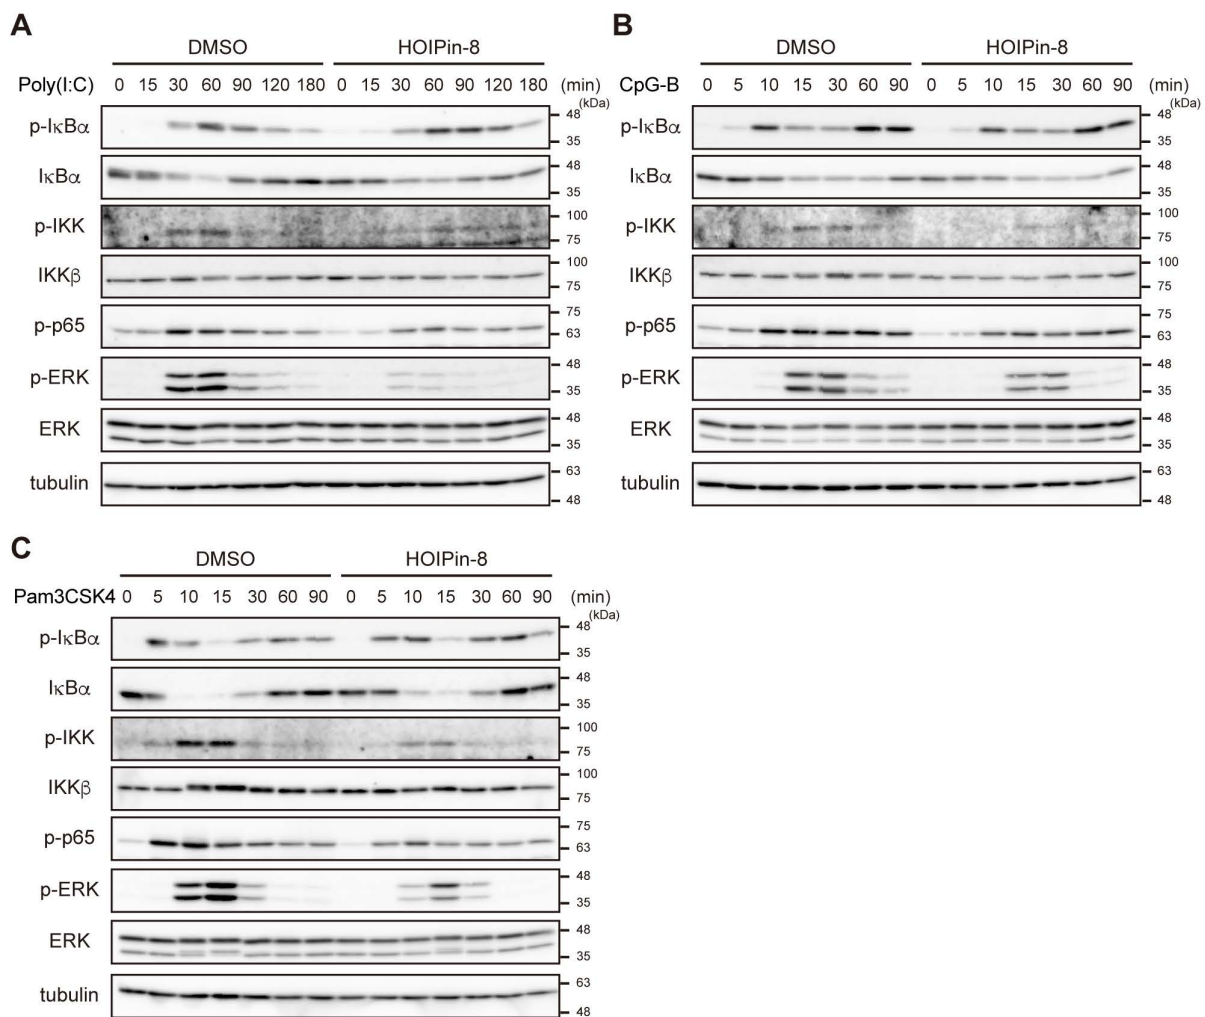 A
DMSO HOIPin-8
Poly(I:C) 0 15 30 60 90 120 180 0 15 30 60 90 120 180 (min)
(kDa)
p-IκBα 48
35
IκBα 48
35
p-IKK 100
75
IKKβ 100
75
p-p65 75
63
p-ERK 48
35
ERK 48
35
tubulin 63
48
B
DMSO HOIPin-8
CpG-B 0 5 10 15 30 60 90 0 5 10 15 30 60 90 (min)
(kDa)
p-IκBα 48
35
IκBα 48
35
p-IKK 100
75
IKKβ 100
75
p-p65 75
63
p-ERK 48
35
ERK 48
35
tubulin 63
48
C
DMSO HOIPin-8
Pam3CSK4 0 5 10 15 30 60 90 0 5 10 15 30 60 90 (min)
(kDa)
p-IκBα 48
35
IκBα 48
35
p-IKK 100
75
IKKβ 100
75
p-p65 75
63
p-ERK 48
35
ERK 48
35
tubulin 63
48